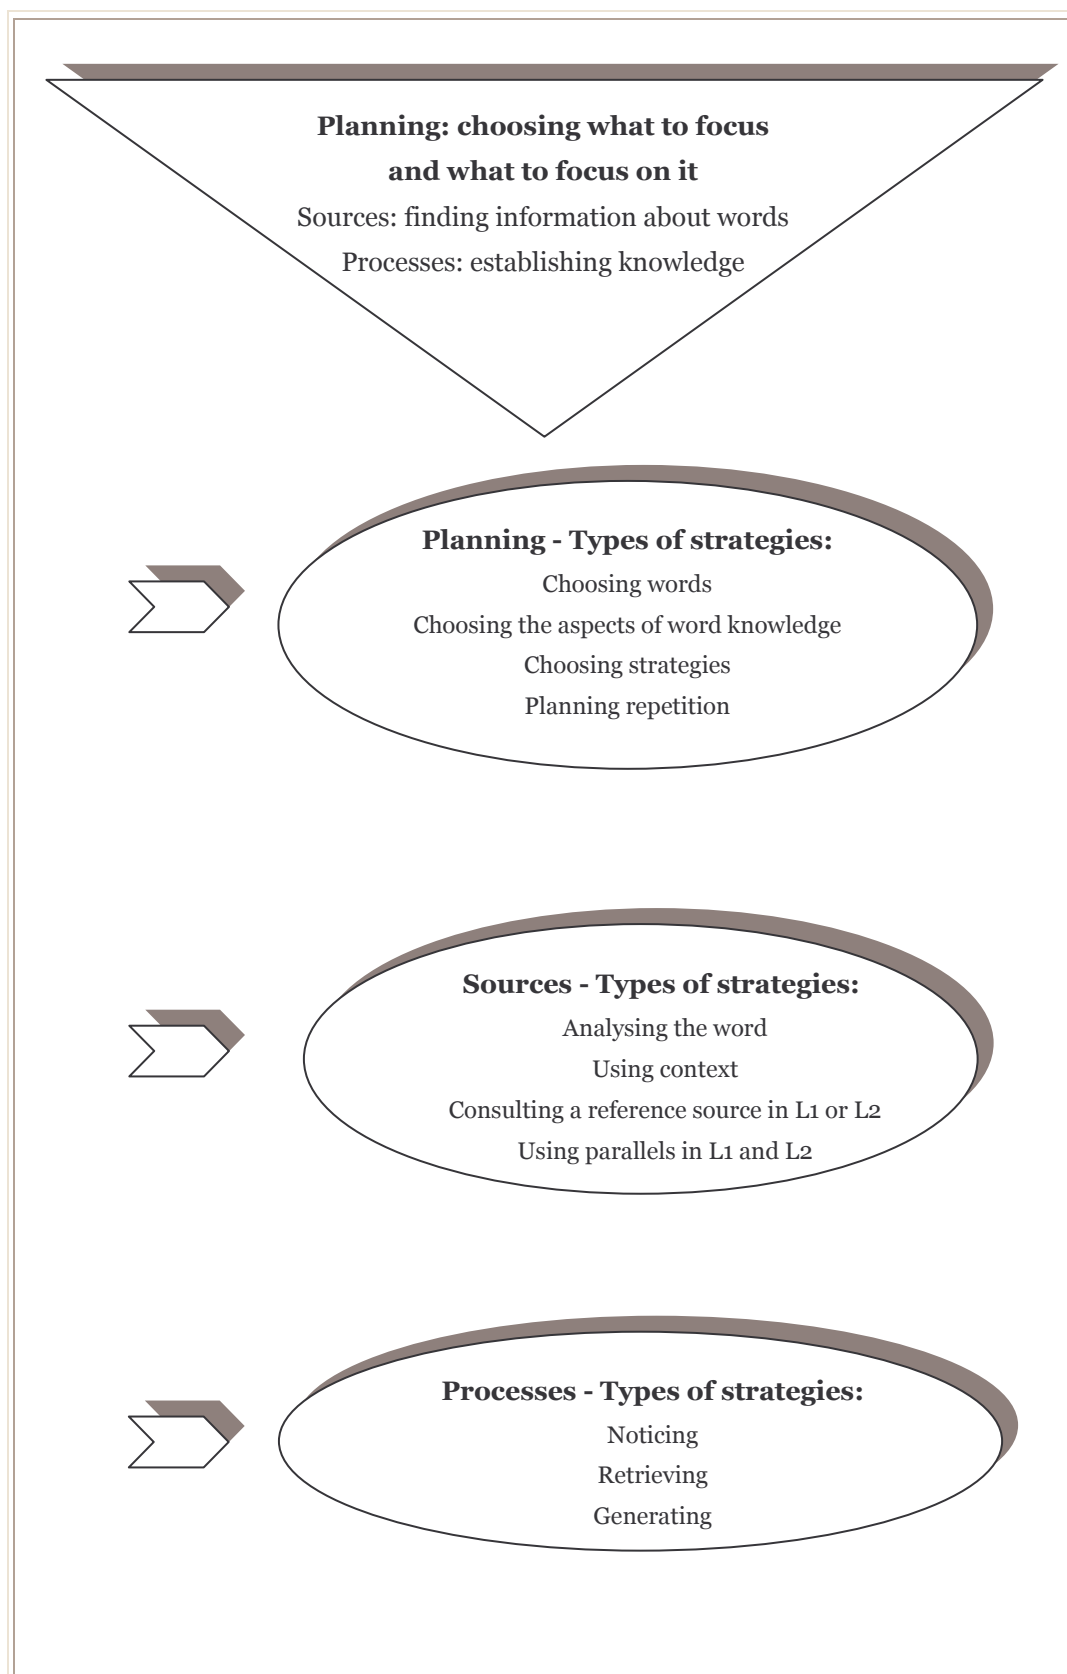 Planning: choosing what to focus
and what to focus on it
Sources: finding information about words
Processes: establishing knowledge
Planning - Types of strategies:
Choosing words
Choosing the aspects of word knowledge
Choosing strategies
Planning repetition
Sources - Types of strategies:
Analysing the word
Using context
Consulting a reference source in L1 or L2
Using parallels in L1 and L2
Processes - Types of strategies:
Noticing
Retrieving
Generating